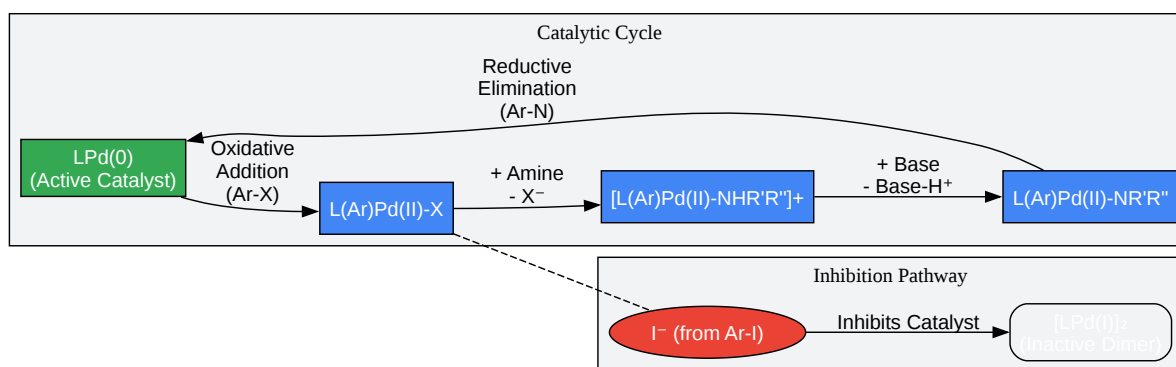 Catalytic Cycle
Reductive
Elimination
(Ar-N)
LPd(0)
(Active Catalyst)
Oxidative
Addition
(Ar-X)
L(Ar)Pd(II)-X
+ Amine
- X⁻
[L(Ar)Pd(II)-NHR'R"]+
+ Base
- Base-H⁺
L(Ar)Pd(II)-NR'R"
Inhibition Pathway
I⁻ (from Ar-I)
Inhibits Catalyst
[LPd(I)]₂
(Inactive Dimer)